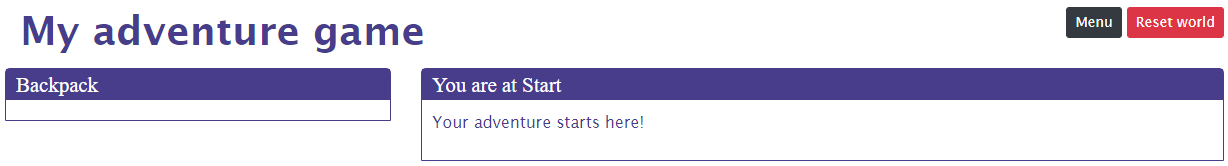 My adventure game
Menu
Reset world
Backpack
You are at Start
Your adventure starts here!